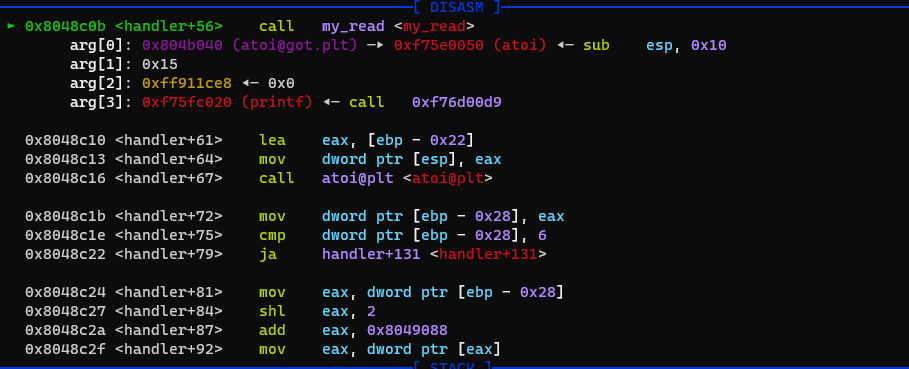 [ DISASM ]
► 0x8048c0b <handler+56>    call   my_read <my_read>
arg[0]: 0x804b040 (atoi@got.plt) —► 0xf75e0050 (atoi) ◄— sub    esp, 0x10
arg[1]: 0x15
arg[2]: 0xff911ce8 ◄— 0x0
arg[3]: 0xf75fc020 (printf) ◄— call   0xf76d00d9
0x8048c10 <handler+61>    lea    eax, [ebp - 0x22]
0x8048c13 <handler+64>    mov    dword ptr [esp], eax
0x8048c16 <handler+67>    call   atoi@plt <atoi@plt>
0x8048c1b <handler+72>    mov    dword ptr [ebp - 0x28], eax
0x8048c1e <handler+75>    cmp    dword ptr [ebp - 0x28], 6
0x8048c22 <handler+79>    ja     handler+131 <handler+131>
0x8048c24 <handler+81>    mov    eax, dword ptr [ebp - 0x28]
0x8048c27 <handler+84>    shl    eax, 2
0x8048c2a <handler+87>    add    eax, 0x8049088
0x8048c2f <handler+92>    mov    eax, dword ptr [eax]
[ STACK ]